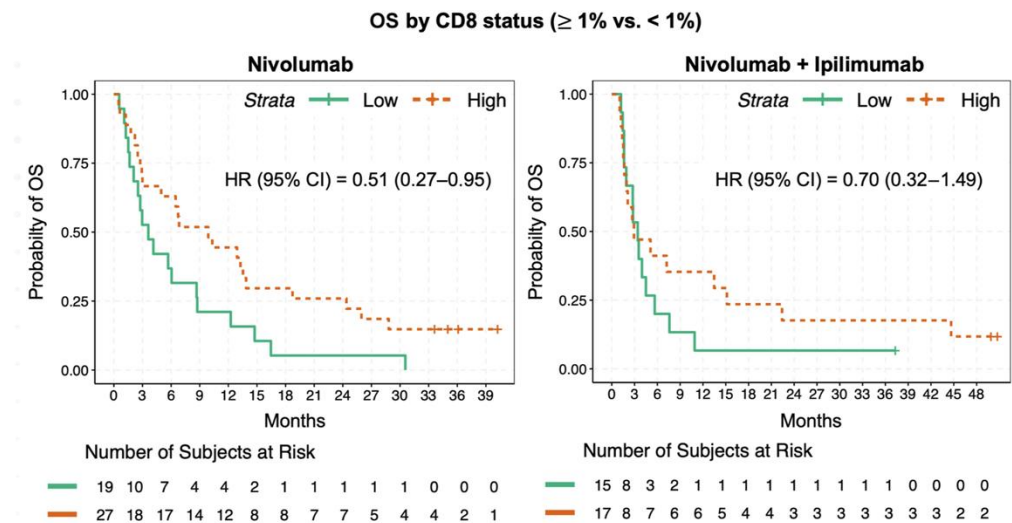 OS by CD8 status (≥ 1% vs. < 1%)
Nivolumab
Strata Low High
HR (95% CI) = 0.51 (0.27–0.95)
Probabilty of OS
1.00
0.75
0.50
0.25
0.00
0 3 6 9 12 15 18 21 24 27 30 33 36 39
Months
Number of Subjects at Risk
19 10 7 4 4 2 1 1 1 1 1 0 0 0
27 18 17 14 12 8 8 7 7 5 4 4 2 1
Nivolumab + Ipilimumab
Strata Low High
HR (95% CI) = 0.70 (0.32–1.49)
Probability of OS
1.00
0.75
0.50
0.25
0.00
0 3 6 9 12 15 18 21 24 27 30 33 36 39 42 45 48
Months
Number of Subjects at Risk
15 8 3 2 1 1 1 1 1 1 1 1 1 0 0 0 0
17 8 7 6 6 5 4 4 3 3 3 3 3 3 3 2 2